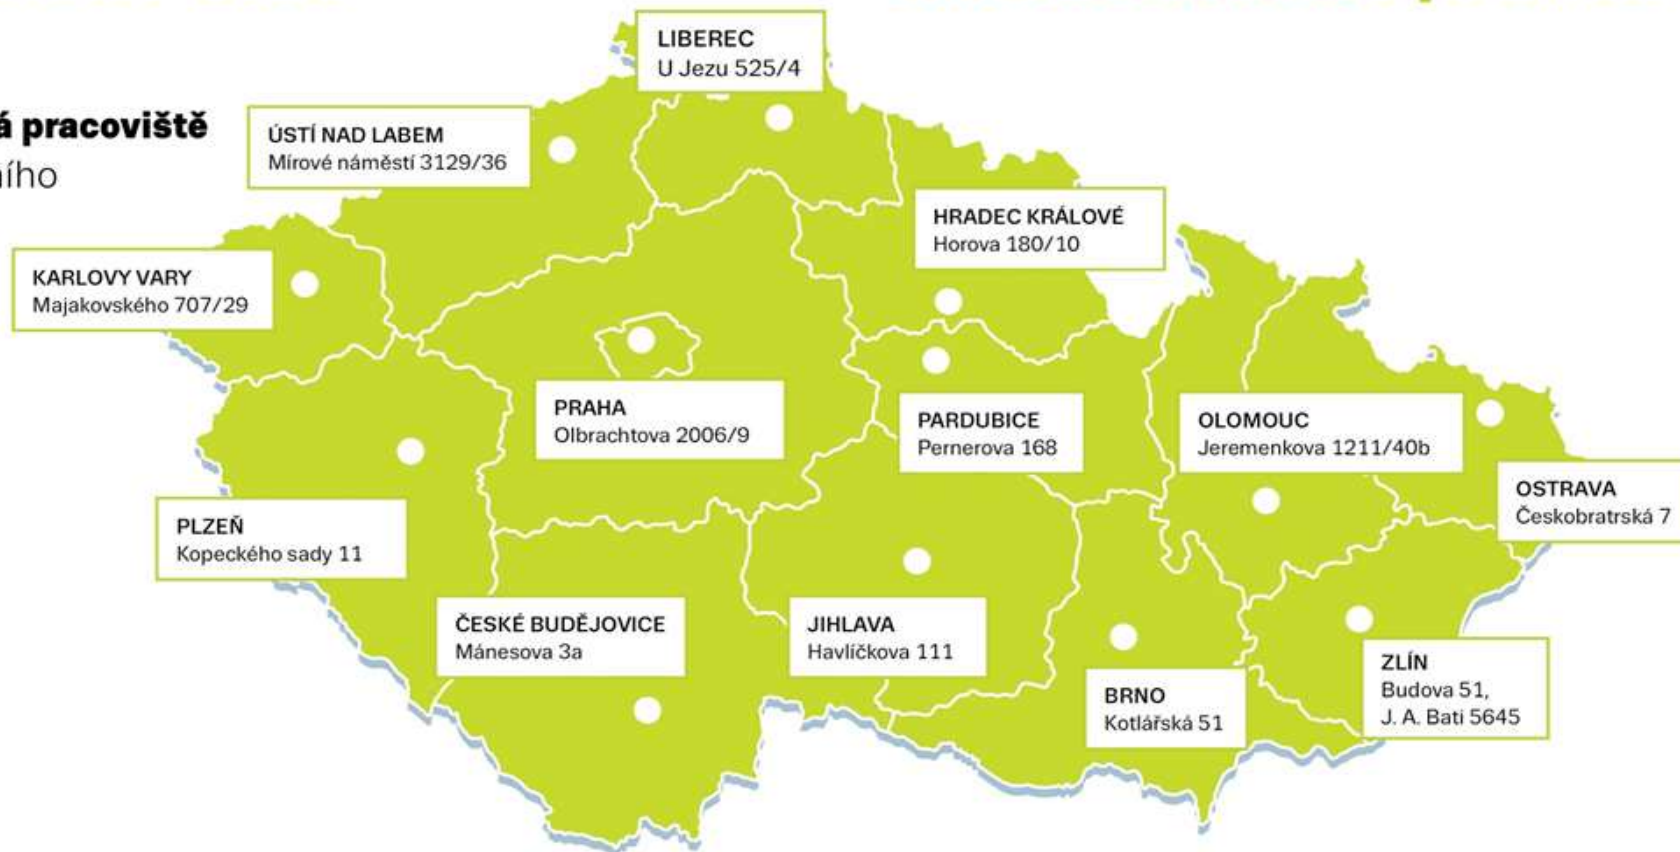 LIBEREC
U Jezu 525/4
pracoviště
ÚSTÍ NAD LABEM
Mírové náměstí 3129/36
HRADEC KRÁLOVÉ
Horova 180/10
KARLOVY VARY
Majakovského 707/29
PRAHA
Olbrachtova 2006/9
PARDUBICE
Pernerova 168
OLOMOUC
Jeremenkova 1211/40b
OSTRAVA
Českobratrská 7
PLZEŇ
Kopeckého sady 11
ČESKÉ BUDĚJOVICE
Mánesova 3a
JIHLAVA
Havlíčkova 111
ZLÍN
Budova 51,
J. A. Bati 5645
BRNO
Kotlářská 51